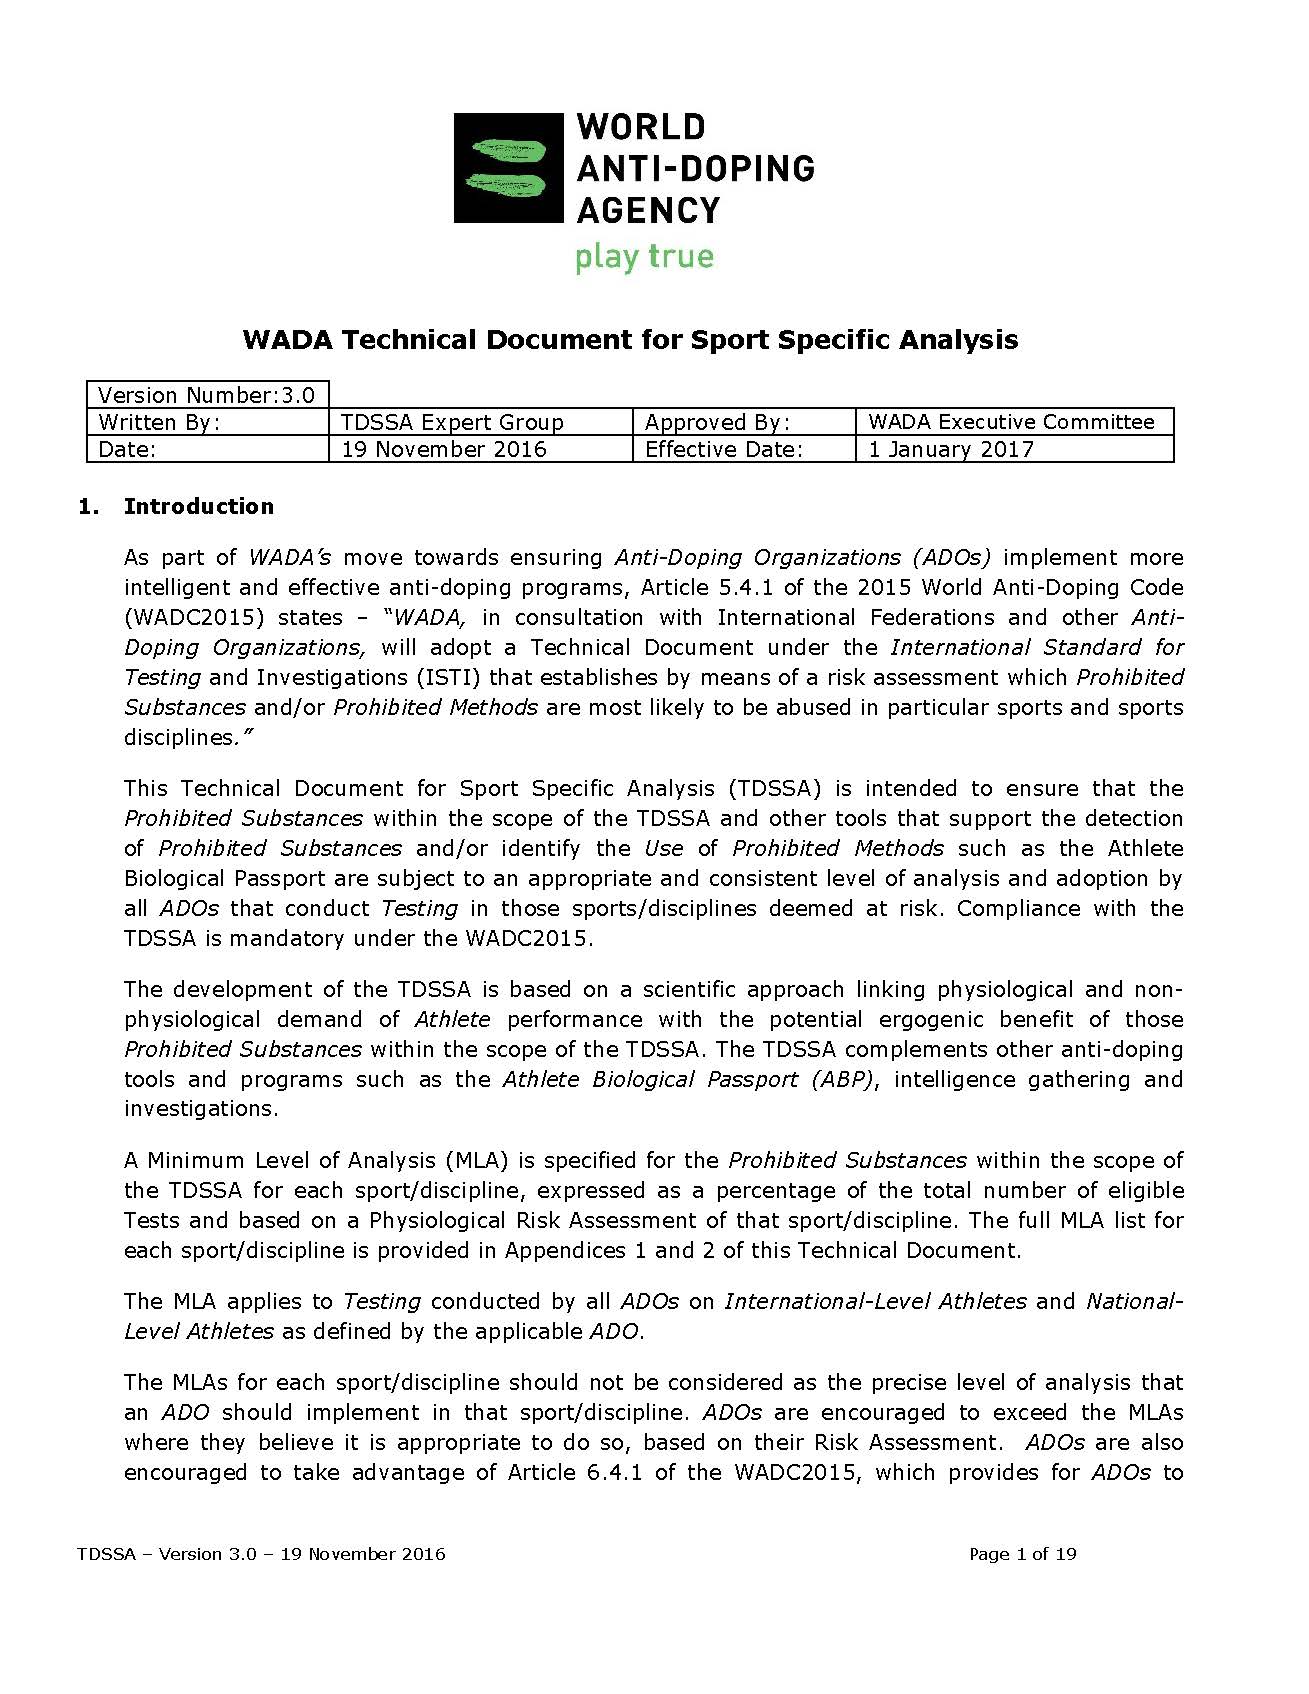 WORLD
ANTI-DOPING
AGENCY
play true
WADA Technical Document for Sport Specific Analysis
Version Number:3.0
Written By: TDSSA Expert Group Approved By: WADA Executive Committee
Date: 19 November 2016 Effective Date: 1 January 2017
1. Introduction
As part of WADA’s move towards ensuring Anti-Doping Organizations (ADOs) implement more
intelligent and effective anti-doping programs, Article 5.4.1 of the 2015 World Anti-Doping Code
(WADC2015) states – “WADA, in consultation with International Federations and other Anti-
Doping Organizations, will adopt a Technical Document under the International Standard for
Testing and Investigations (ISTI) that establishes by means of a risk assessment which Prohibited
Substances and/or Prohibited Methods are most likely to be abused in particular sports and sports
disciplines.”
This Technical Document for Sport Specific Analysis (TDSSA) is intended to ensure that the
Prohibited Substances within the scope of the TDSSA and other tools that support the detection
of Prohibited Substances and/or identify the Use of Prohibited Methods such as the Athlete
Biological Passport are subject to an appropriate and consistent level of analysis and adoption by
all ADOs that conduct Testing in those sports/disciplines deemed at risk. Compliance with the
TDSSA is mandatory under the WADC2015.
The development of the TDSSA is based on a scientific approach linking physiological and non-
physiological demand of Athlete performance with the potential ergogenic benefit of those
Prohibited Substances within the scope of the TDSSA. The TDSSA complements other anti-doping
tools and programs such as the Athlete Biological Passport (ABP), intelligence gathering and
investigations.
A Minimum Level of Analysis (MLA) is specified for the Prohibited Substances within the scope of
the TDSSA for each sport/discipline, expressed as a percentage of the total number of eligible
Tests and based on a Physiological Risk Assessment of that sport/discipline. The full MLA list for
each sport/discipline is provided in Appendices 1 and 2 of this Technical Document.
The MLA applies to Testing conducted by all ADOs on International-Level Athletes and National-
Level Athletes as defined by the applicable ADO.
The MLAs for each sport/discipline should not be considered as the precise level of analysis that
an ADO should implement in that sport/discipline. ADOs are encouraged to exceed the MLAs
where they believe it is appropriate to do so, based on their Risk Assessment. ADOs are also
encouraged to take advantage of Article 6.4.1 of the WADC2015, which provides for ADOs to
TDSSA – Version 3.0 – 19 November 2016 Page 1 of 19